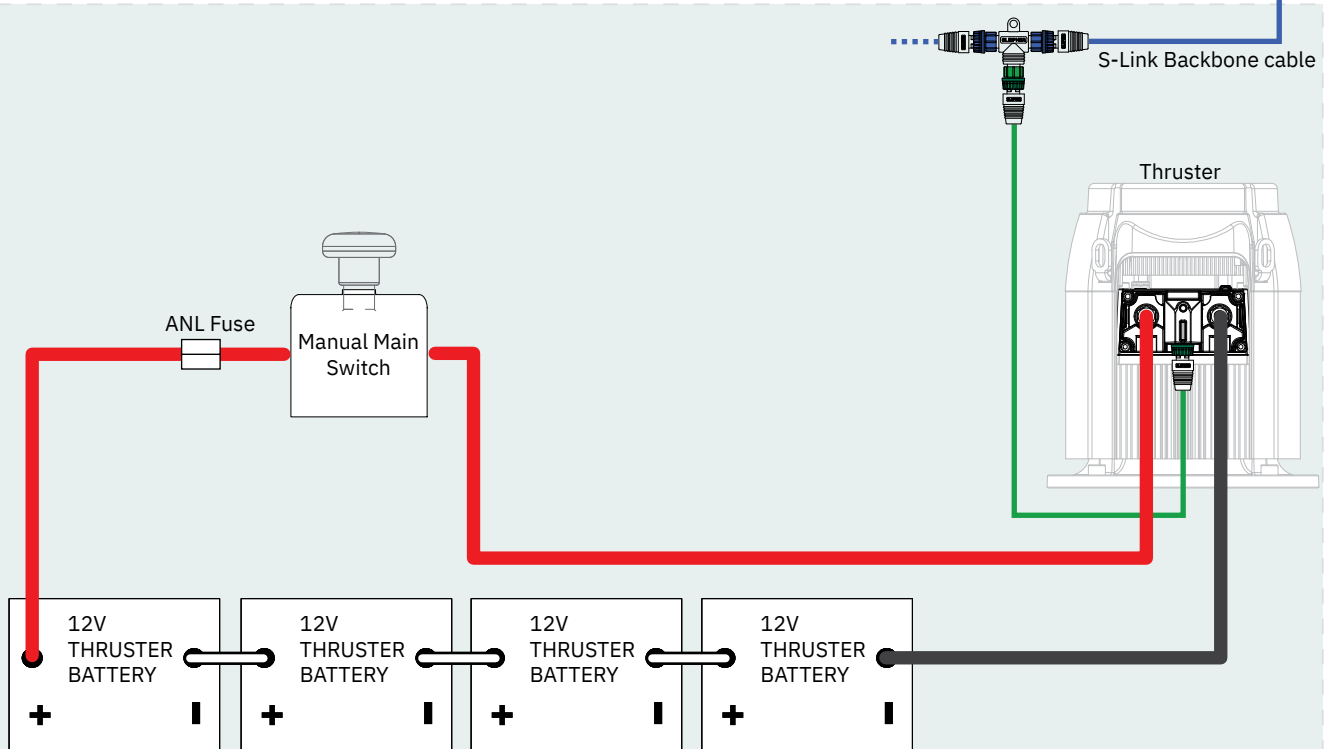 S-Link Backbone cable
Thruster
ANL Fuse
Manual Main
Switch
12V
THRUSTER
BATTERY
+ -
12V
THRUSTER
BATTERY
+ -
12V
THRUSTER
BATTERY
+ -
12V
THRUSTER
BATTERY
+ -